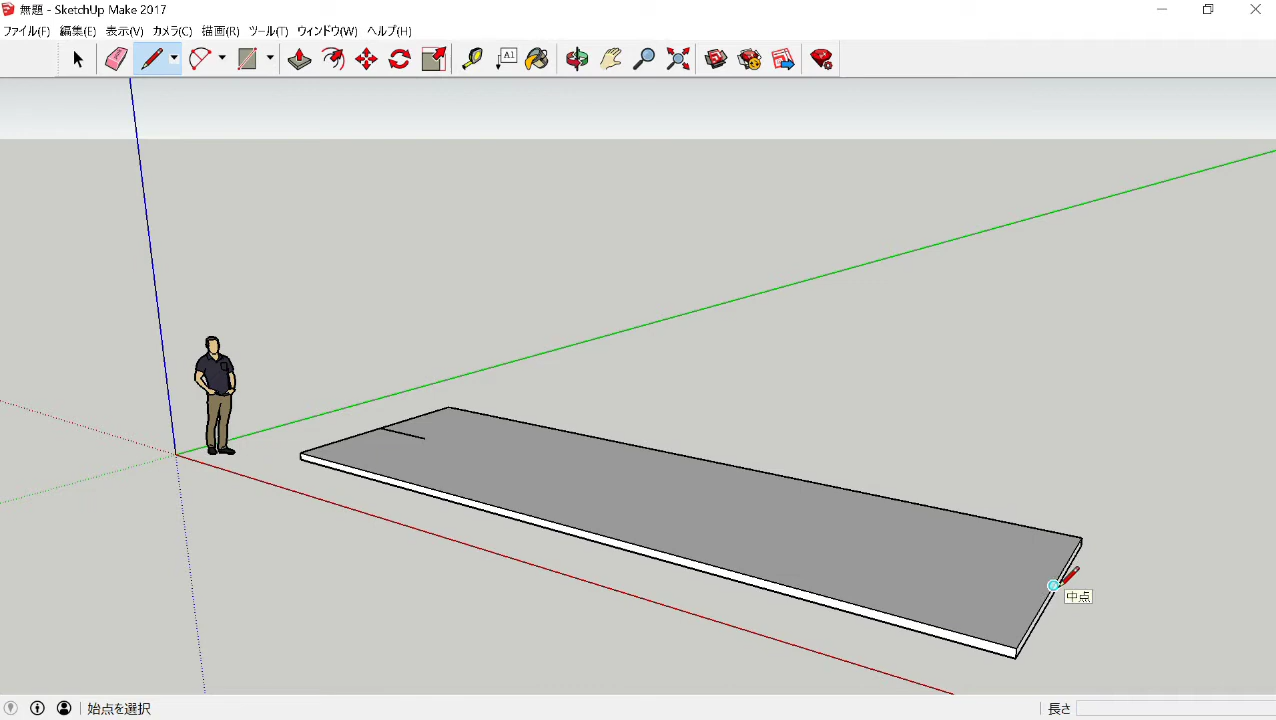 無題 - SketchUp Make 2017
ファイル(F) 編集(E) 表示(V) カメラ(C) 描画(R) ツール(T) ウィンドウ(W) ヘルプ(H)
A1
中点
始点を選択
長さ